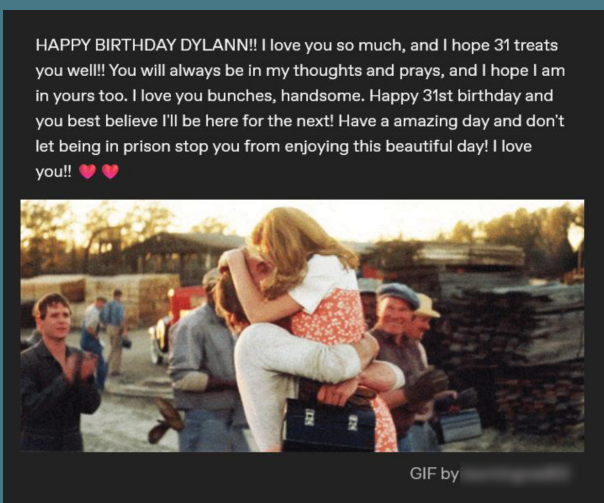 HAPPY BIRTHDAY DYLANN!! I love you so much, and I hope 31 treats
you well!! You will always be in my thoughts and prays, and I hope I am
in yours too. I love you bunches, handsome. Happy 31st birthday and
you best believe I'll be here for the next! Have a amazing day and don't
let being in prison stop you from enjoying this beautiful day! I love
you!! 💗 💗
GIF by